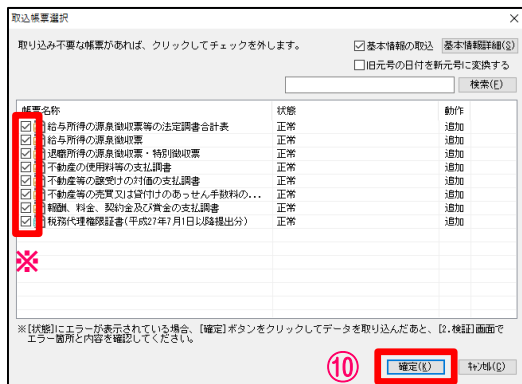 取込帳票選択
取り込み不要な帳票があれば、クリックしてチェックを外します。
基本情報の取込 基本情報詳細(S)
旧元号の日付を新元号に変換する
検索(F)
帳票名称 状態 動作
給与所得の源泉徴収票等の法定調書合計表 正常 追加
給与所得の源泉徴収票 正常 追加
退職所得の源泉徴収票・特別徴収票 正常 追加
不動産の使用料等の支払調書 正常 追加
不動産等の譲受けの対価の支払調書 正常 追加
不動産等の売買又は貸付けのあっせん手数料の... 正常 追加
報酬、料金、契約金及び賞金の支払調書 正常 追加
税務代理権限証書(平成27年7月1日以降提出分) 正常 追加
※
※[状態]にエラーが表示されている場合、[確定]ボタンをクリックしてデータを取り込んだあと、[2.検証]画面で
エラー箇所と内容を確認してください。
⑩ 確定(K) キャンセル(C)